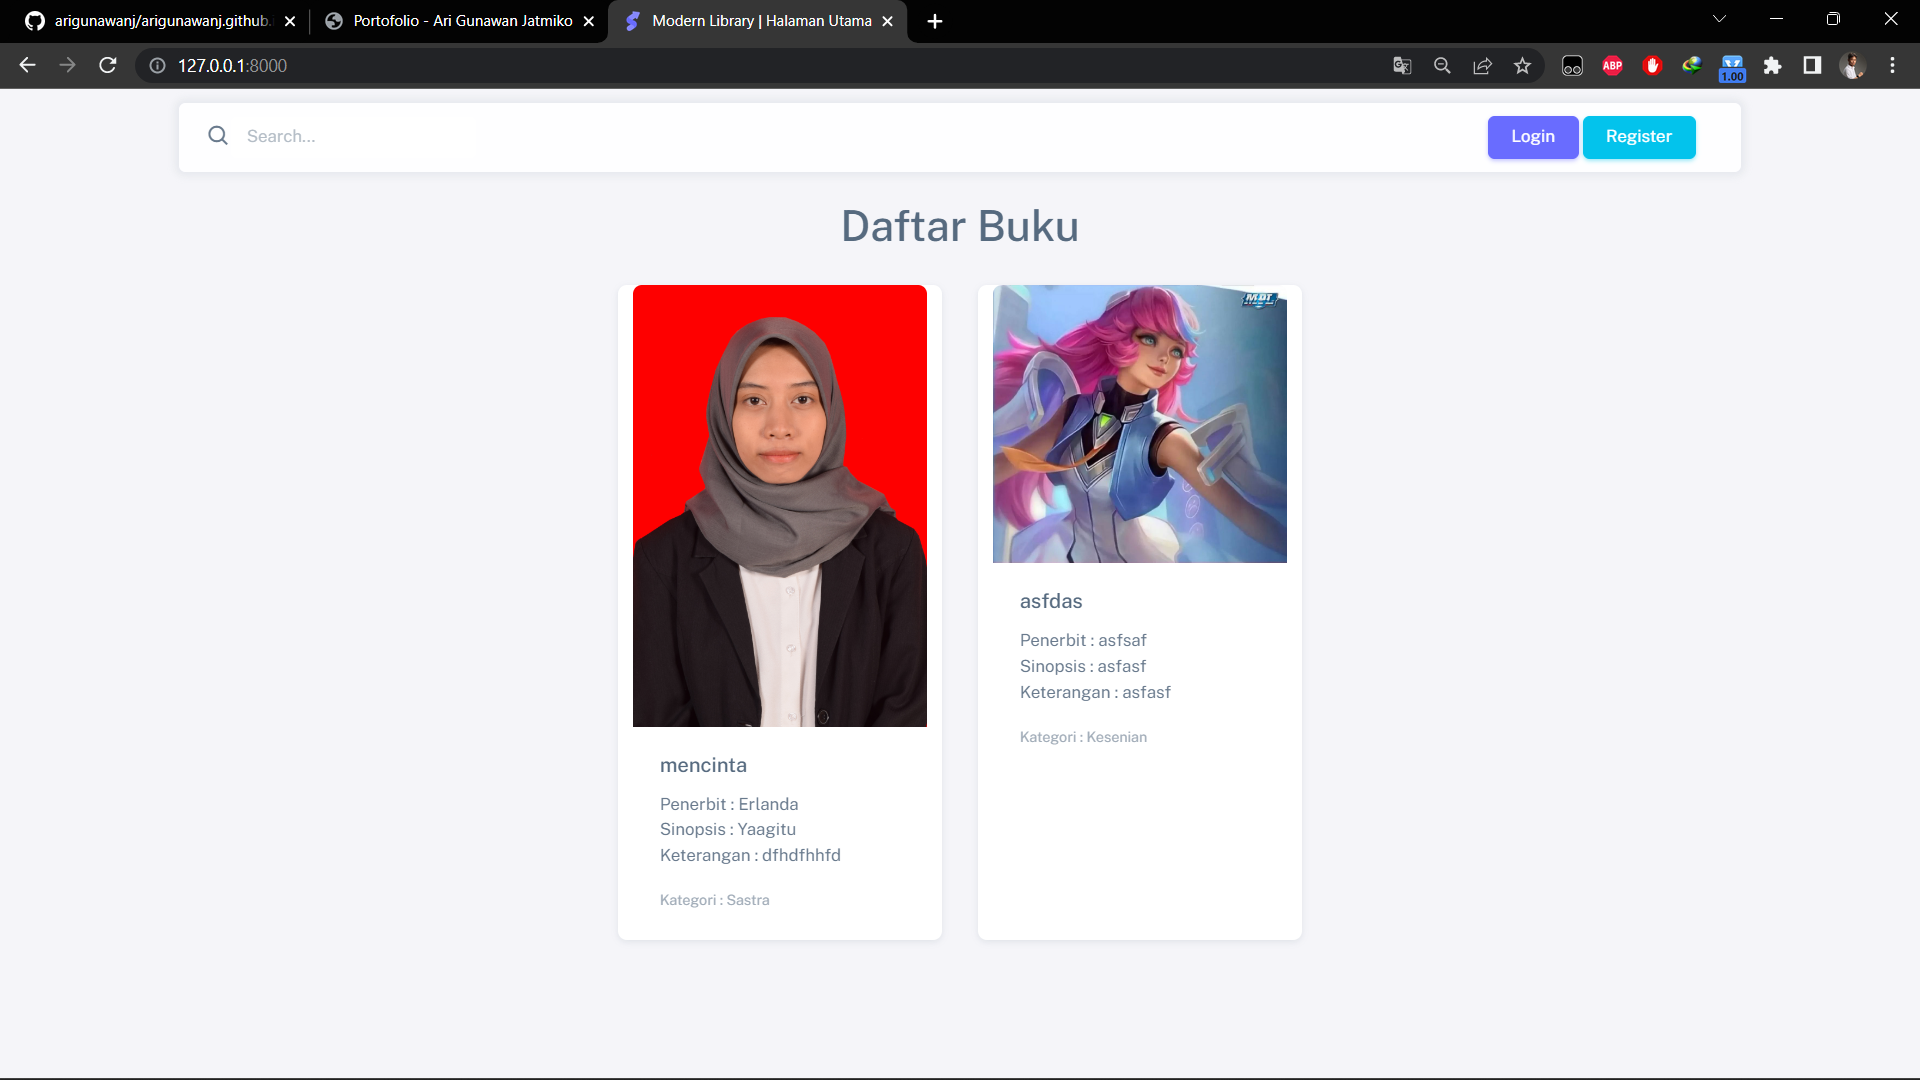 arigunawanj/arigunawanj.github.
Portofolio - Ari Gunawan Jatmiko
Modern Library | Halaman Utama
127.0.0.1:8000
ABP
1.00
Search...
Login
Register
Daftar Buku
MDT
mencinta
Penerbit : Erlanda
Sinopsis : Yaagitu
Keterangan : dfhdfhhfd
Kategori : Sastra
asfdas
Penerbit : asfsaf
Sinopsis : asfasf
Keterangan : asfasf
Kategori : Kesenian